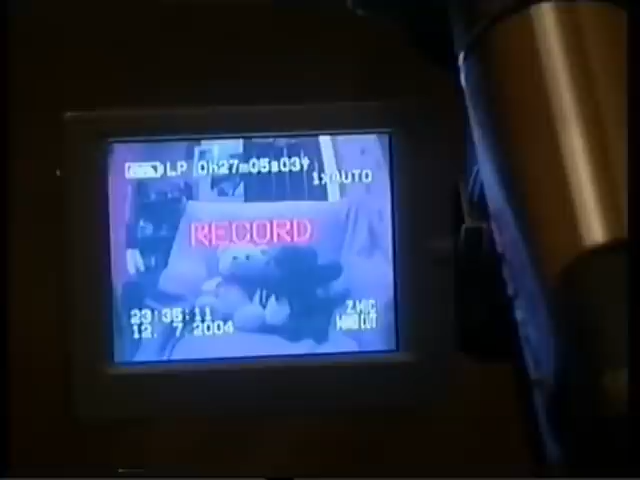 LP 0h27m05s03f
1xAUTO
RECORD
23:35:11
12. 7.2004
Z.MIC
WIND CUT